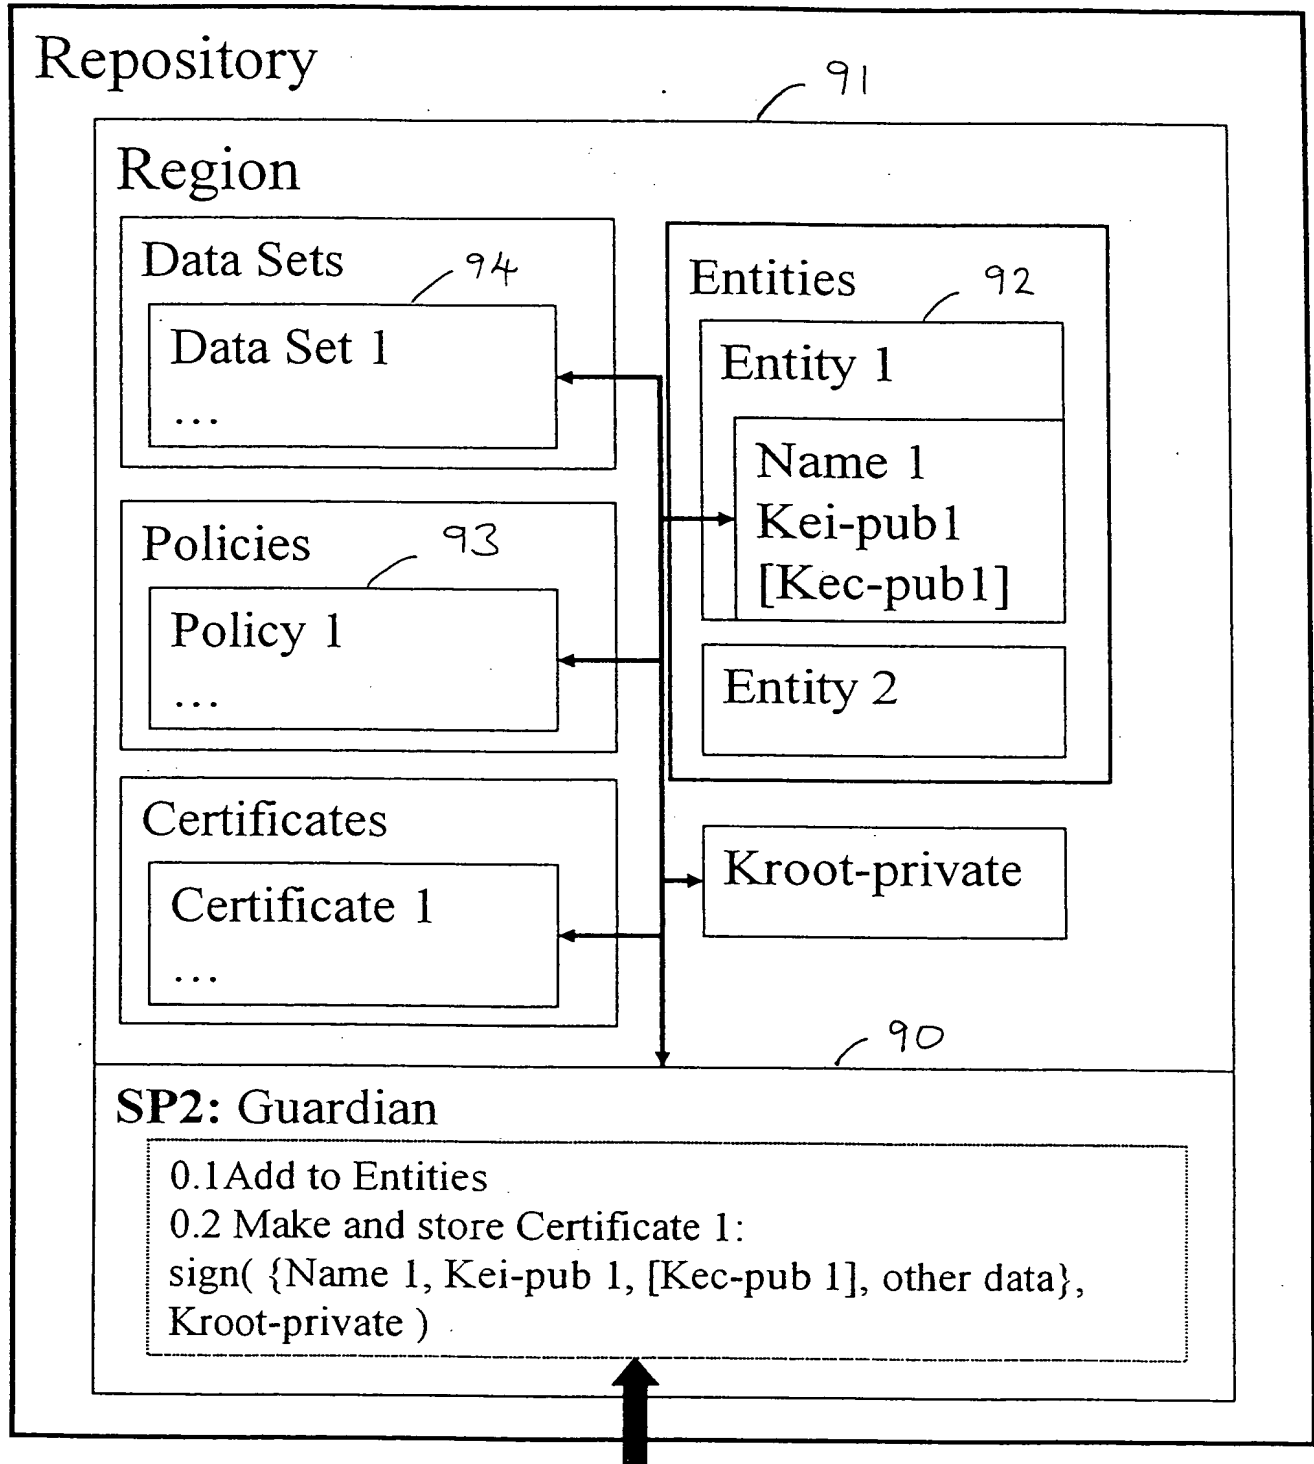 Repository
91
Region
Data Sets
94
Data Set 1
...
Entities
92
Entity 1
Name 1
Kei-pub1
[Kec-pub1]
Entity 2
Policies
93
Policy 1
...
Certificates
Certificate 1
...
Kroot-private
90
SP2: Guardian
0.1Add to Entities
0.2 Make and store Certificate 1:
sign( {Name 1, Kei-pub 1, [Kec-pub 1], other data},
Kroot-private )